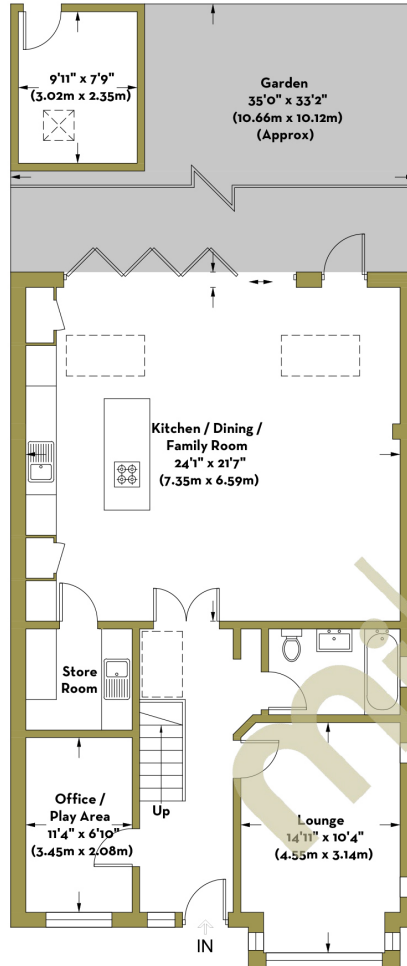 9'11" x 7'9"
(3.02m x 2.35m)
Garden
35'0" x 33'2"
(10.66m x 10.12m)
(Approx)
Kitchen / Dining /
Family Room
24'1" x 21'7"
(7.35m x 6.59m)
Store
Room
Office /
Play Area
11'4" x 6'10"
(3.45m x 2.08m)
Up
Lounge
14'11" x 10'4"
(4.55m x 3.14m)
IN